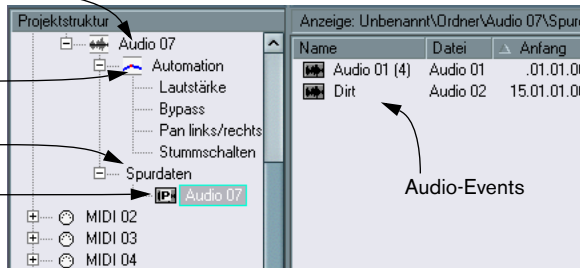 Projektstruktur
Audio 07
Automation
Lautstärke
Bypass
Pan links/rechts
Stummschalten
Spurdaten
Audio 07
MIDI 02
MIDI 03
MIDI 04
Anzeige: Unbenannt\Ordner\Audio 07\Spur
Name Datei Anfang
Audio 01 (4) Audio 01 .01.01.00
Dirt Audio 02 15.01.01.00
Audio-Events